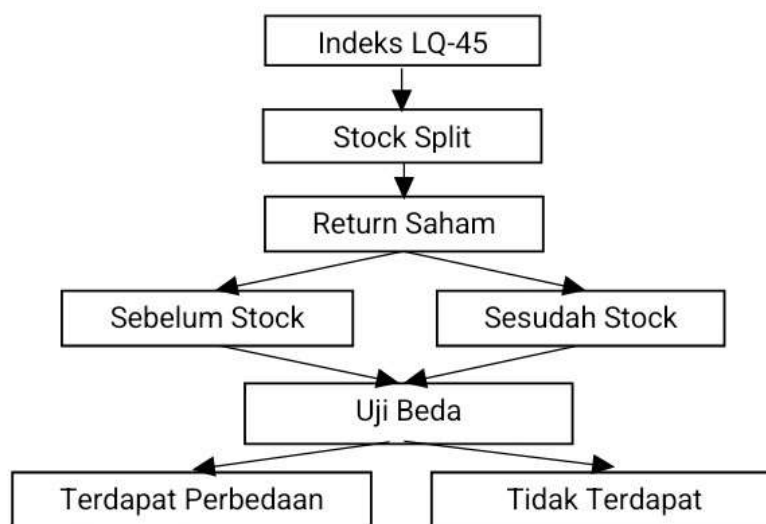 Indeks LQ-45
Stock Split
Return Saham
Sebelum Stock
Sesudah Stock
Uji Beda
Terdapat Perbedaan
Tidak Terdapat